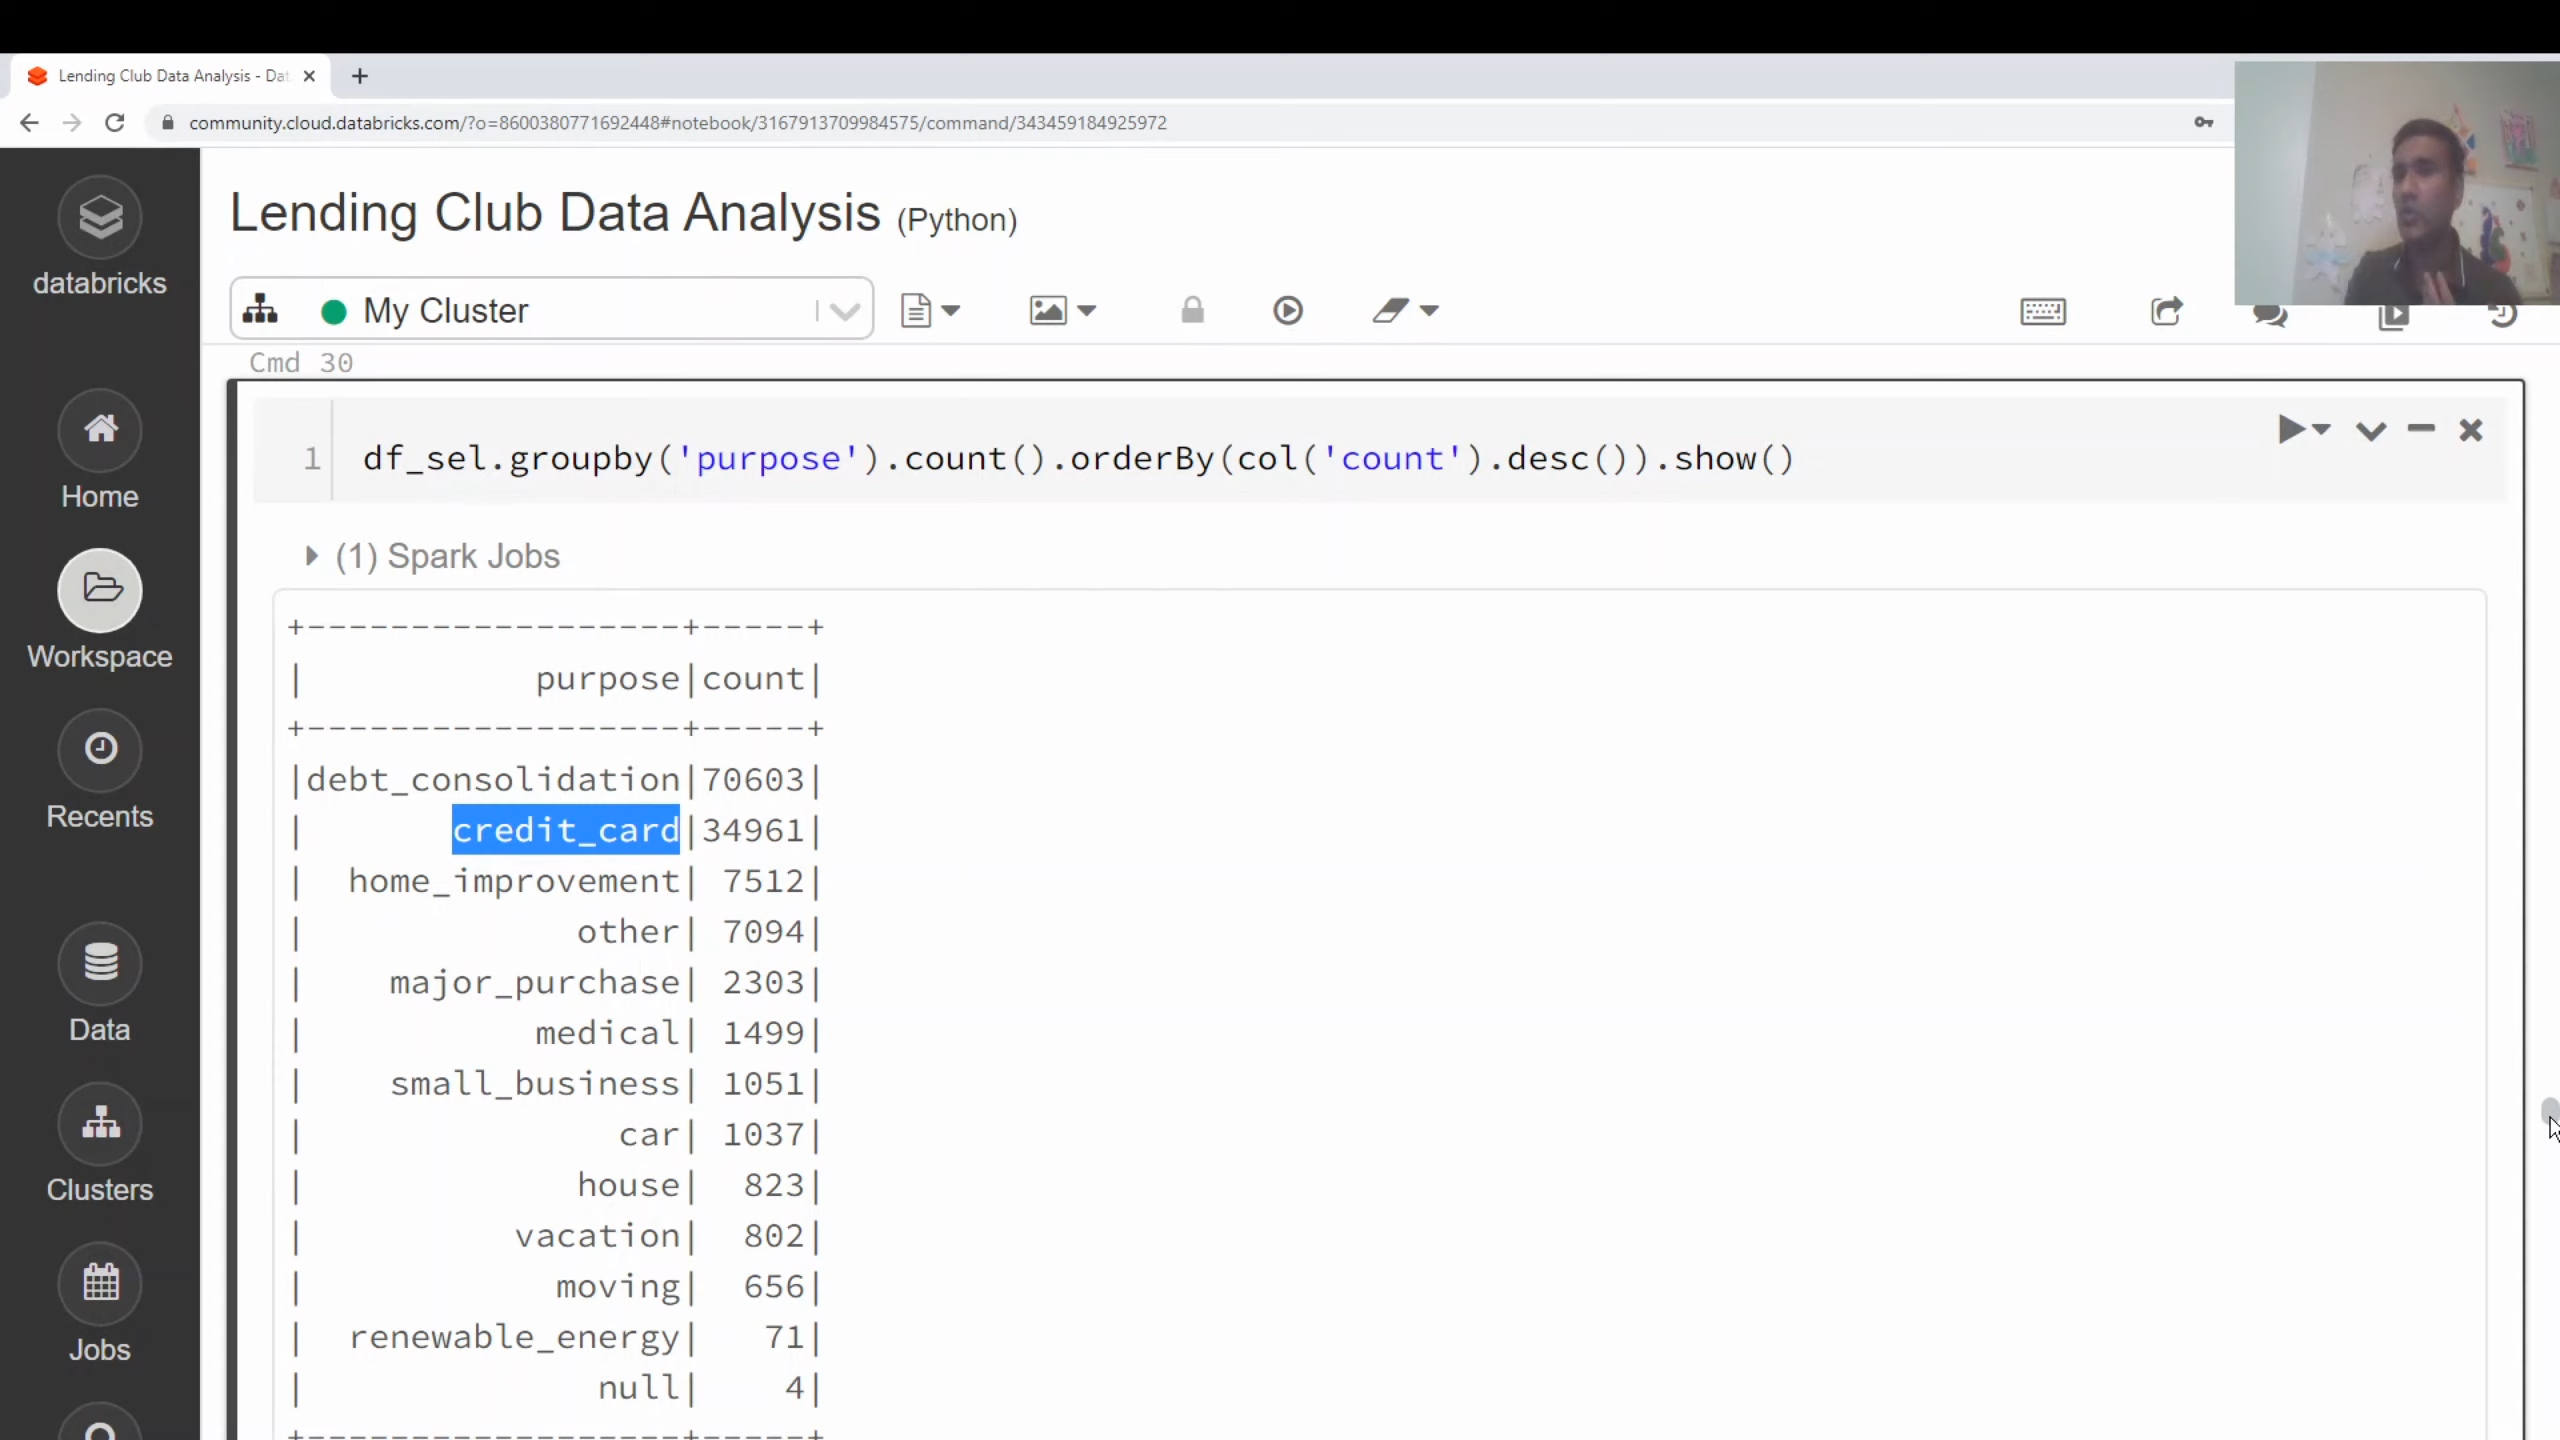 Lending Club Data Analysis - Dat
community.cloud.databricks.com/?o=8600380771692448#notebook/3167913709984575/command/343459184925972
databricks
Home
Workspace
Recents
Data
Clusters
Jobs
Lending Club Data Analysis (Python)
My Cluster
Cmd 30
1 df_sel.groupby('purpose').count().orderBy(col('count').desc()).show()
(1) Spark Jobs
+------------------+-----+
|           purpose|count|
+------------------+-----+
|debt_consolidation|70603|
|       credit_card|34961|
|  home_improvement| 7512|
|             other| 7094|
|    major_purchase| 2303|
|           medical| 1499|
|    small_business| 1051|
|               car| 1037|
|             house|  823|
|          vacation|  802|
|            moving|  656|
|  renewable_energy|   71|
|              null|    4|
+------------------+-----+